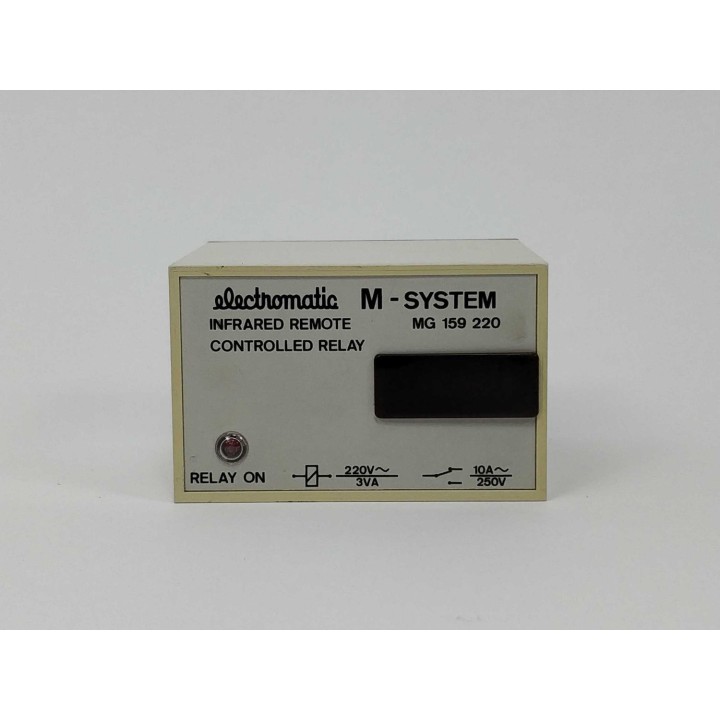 electromatic M - SYSTEM
INFRARED REMOTE MG 159 220
CONTROLLED RELAY
RELAY ON 220V~ 10A~
3VA 250V